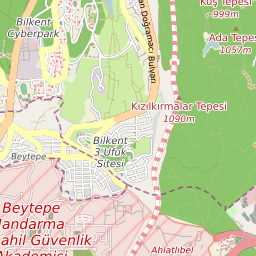 Kuş Tepesi
999m
Bilkent
Cyberpark
Doğramacı Bulvarı
Ada Tepesi
1057m
Kızılkırmalar Tepesi
1090m
Bilkent
3 Ufuk
Sitesi
Beytepe
Beytepe
Jandarma
Sahil Güvenlik
Akademisi
Ahlatlıbel